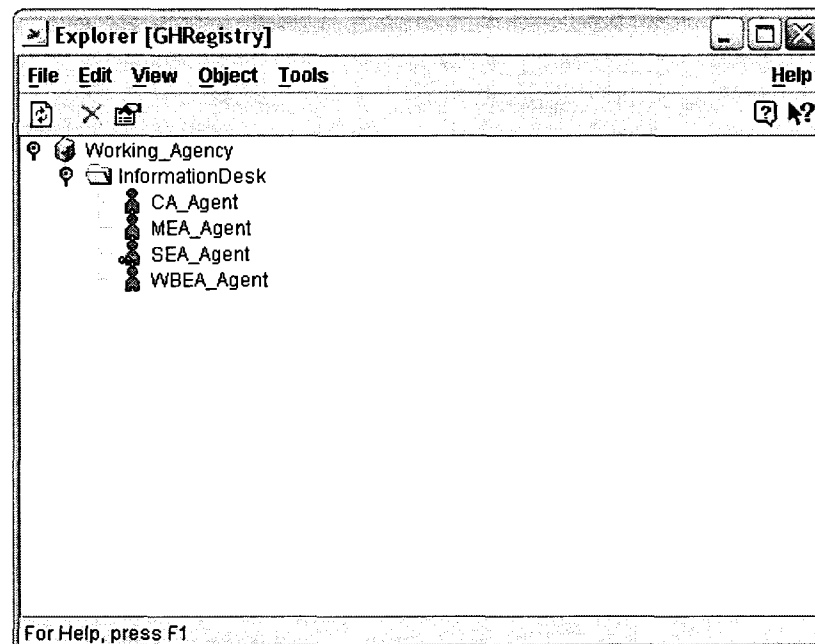 Explorer [GHRegistry]
File Edit View Object Tools Help
Working_Agency
InformationDesk
CA_Agent
MEA_Agent
SEA_Agent
WBEA_Agent
For Help, press F1